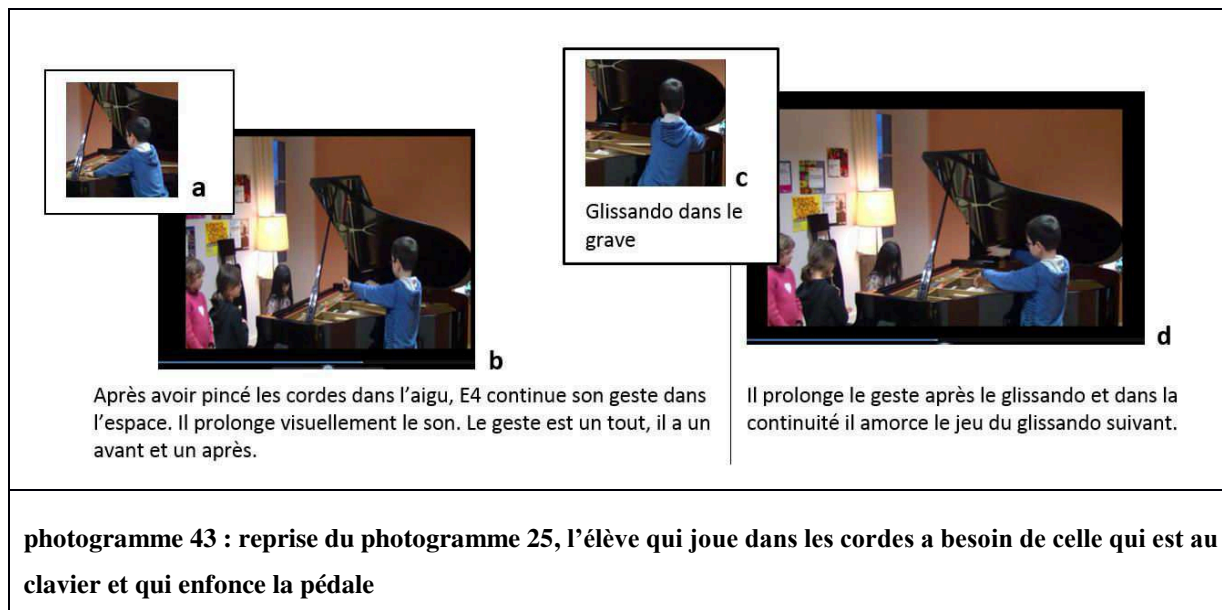 a
b
Après avoir pincé les cordes dans l’aigu, E4 continue son geste dans
l’espace. Il prolonge visuellement le son. Le geste est un tout, il a un
avant et un après.
c
Glissando dans le
grave
d
Il prolonge le geste après le glissando et dans la
continuité il amorce le jeu du glissando suivant.
photogramme 43 : reprise du photogramme 25, l’élève qui joue dans les cordes a besoin de celle qui est au
clavier et qui enfonce la pédale